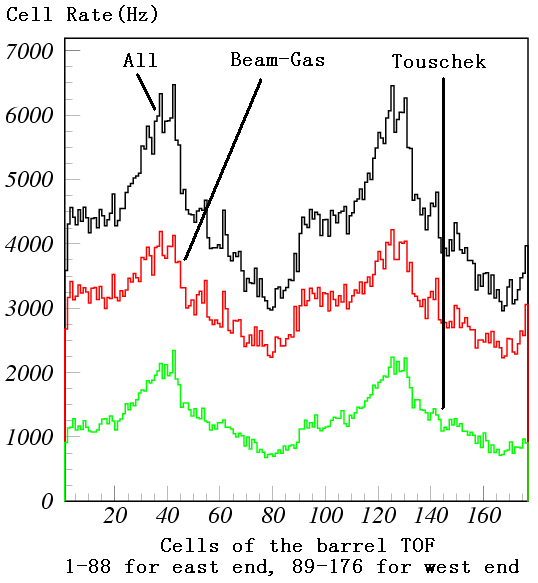 Cell Rate(Hz)
7000
All
Beam-Gas
Touschek
6000
5000
4000
3000
2000
1000
0
20
40
60
80
100
120
140
160
Cells of the barrel TOF
1-88 for east end, 89-176 for west end